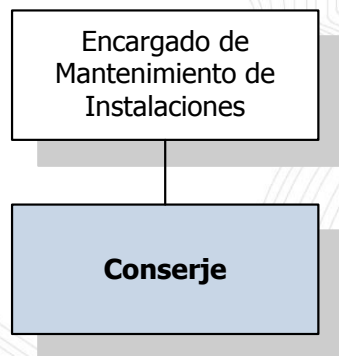 Encargado de
Mantenimiento de
Instalaciones
Conserje